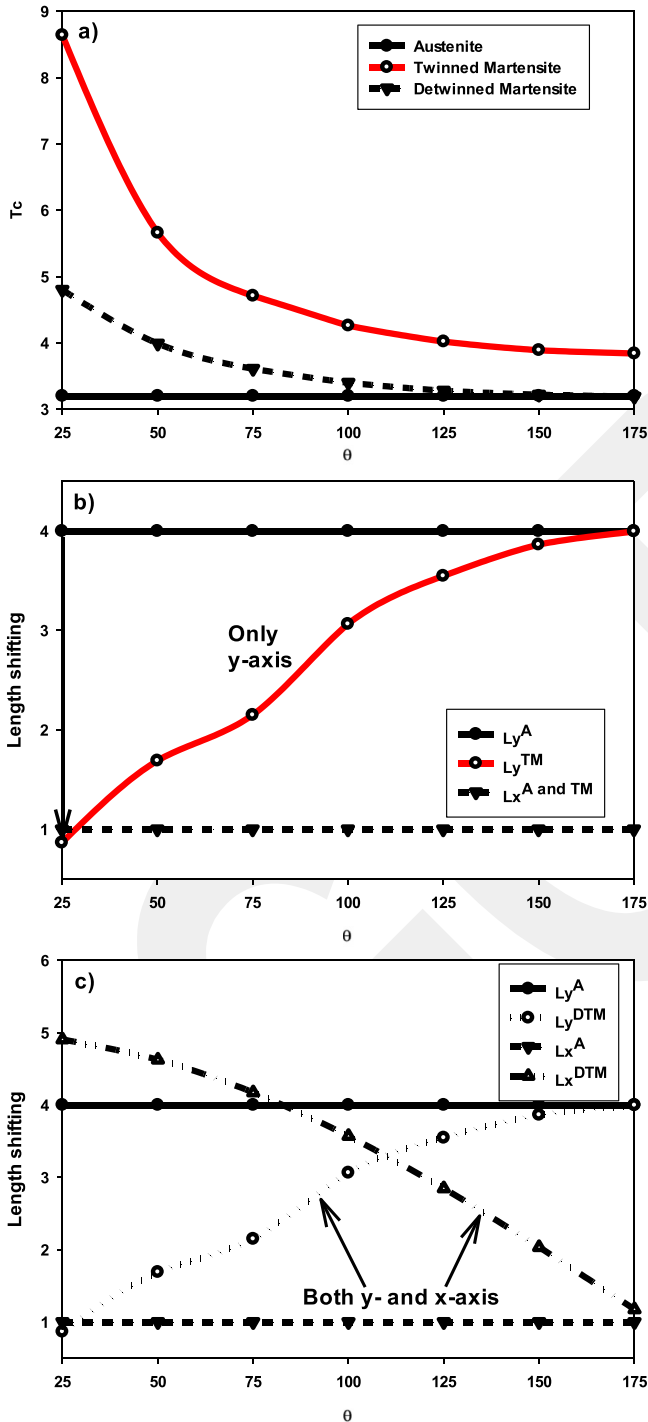 a)
Austenite
Twinned Martensite
Detwinned Martensite
Tc
9
8
7
6
5
4
3
25 50 75 100 125 150 175
θ
b)
Only
y-axis
Length shifting
4
3
2
1
LyA
LyTM
LxA and TM
25 50 75 100 125 150 175
θ
c)
LyA
LyDTM
LxA
LxDTM
Length shifting
6
5
4
3
2
1
Both y- and x-axis
25 50 75 100 125 150 175
θ